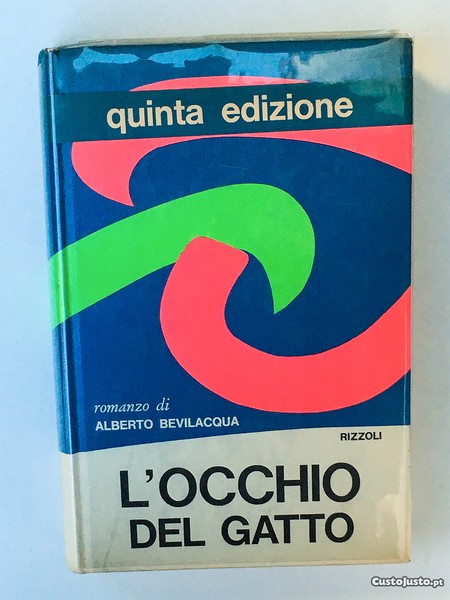 quinta edizione
romanzo di
ALBERTO BEVILACQUA
RIZZOLI
L'OCCHIO
DEL GATTO
CustoJusto.pt